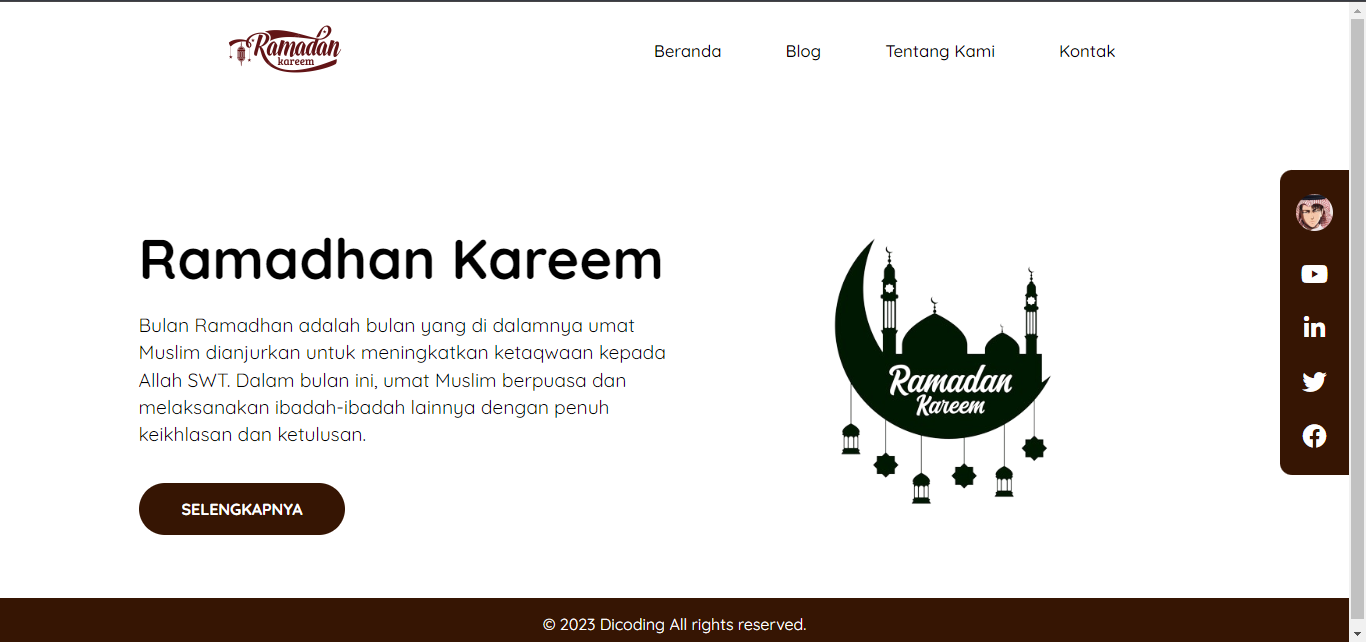 Ramadan
kareem
Beranda
Blog
Tentang Kami
Kontak
Ramadhan Kareem
Bulan Ramadhan adalah bulan yang di dalamnya umat
Muslim dianjurkan untuk meningkatkan ketaqwaan kepada
Allah SWT. Dalam bulan ini, umat Muslim berpuasa dan
melaksanakan ibadah-ibadah lainnya dengan penuh
keikhlasan dan ketulusan.
SELENGKAPNYA
Ramadan
Kareem
in
© 2023 Dicoding All rights reserved.